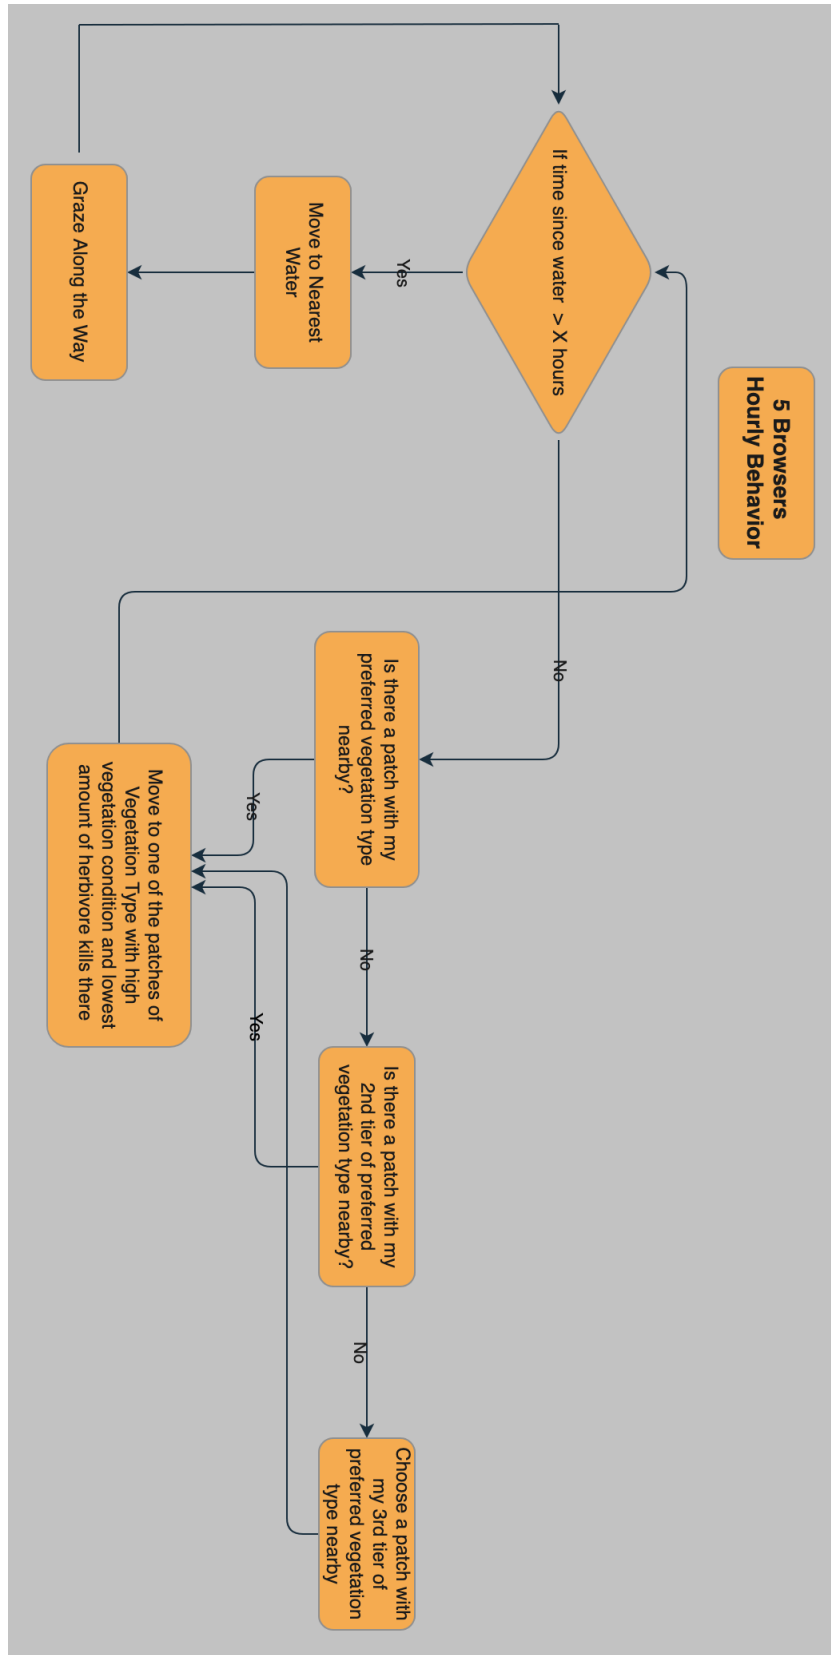 5 Browsers
Hourly Behavior
If time since water > X hours
Yes
Move to Nearest
Water
Graze Along the Way
No
Is there a patch with my
preferred vegetation type
nearby?
Yes
No
Is there a patch with my
2nd tier of preferred
vegetation type nearby?
Yes
No
Choose a patch with
my 3rd tier of
preferred vegetation
type nearby
Move to one of the patches of
Vegetation Type with high
vegetation condition and lowest
amount of herbivore kills there